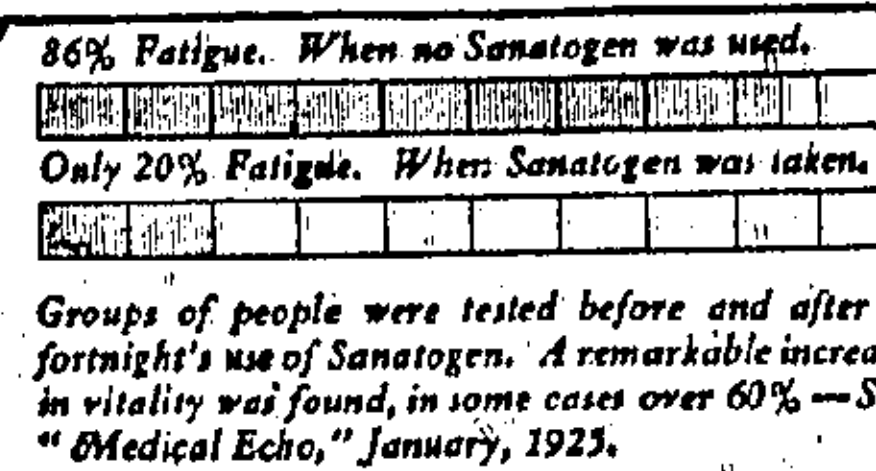 86% Fatigue. When no Sanatogen was used.
Only 20% Fatigue. When Sanatogen was taken.
Groups of people were tested before and after
fortnight's use of Sanatogen. A remarkable increa
in vitality was found, in some cases over 60% — S
"Medical Echo," January, 1925.